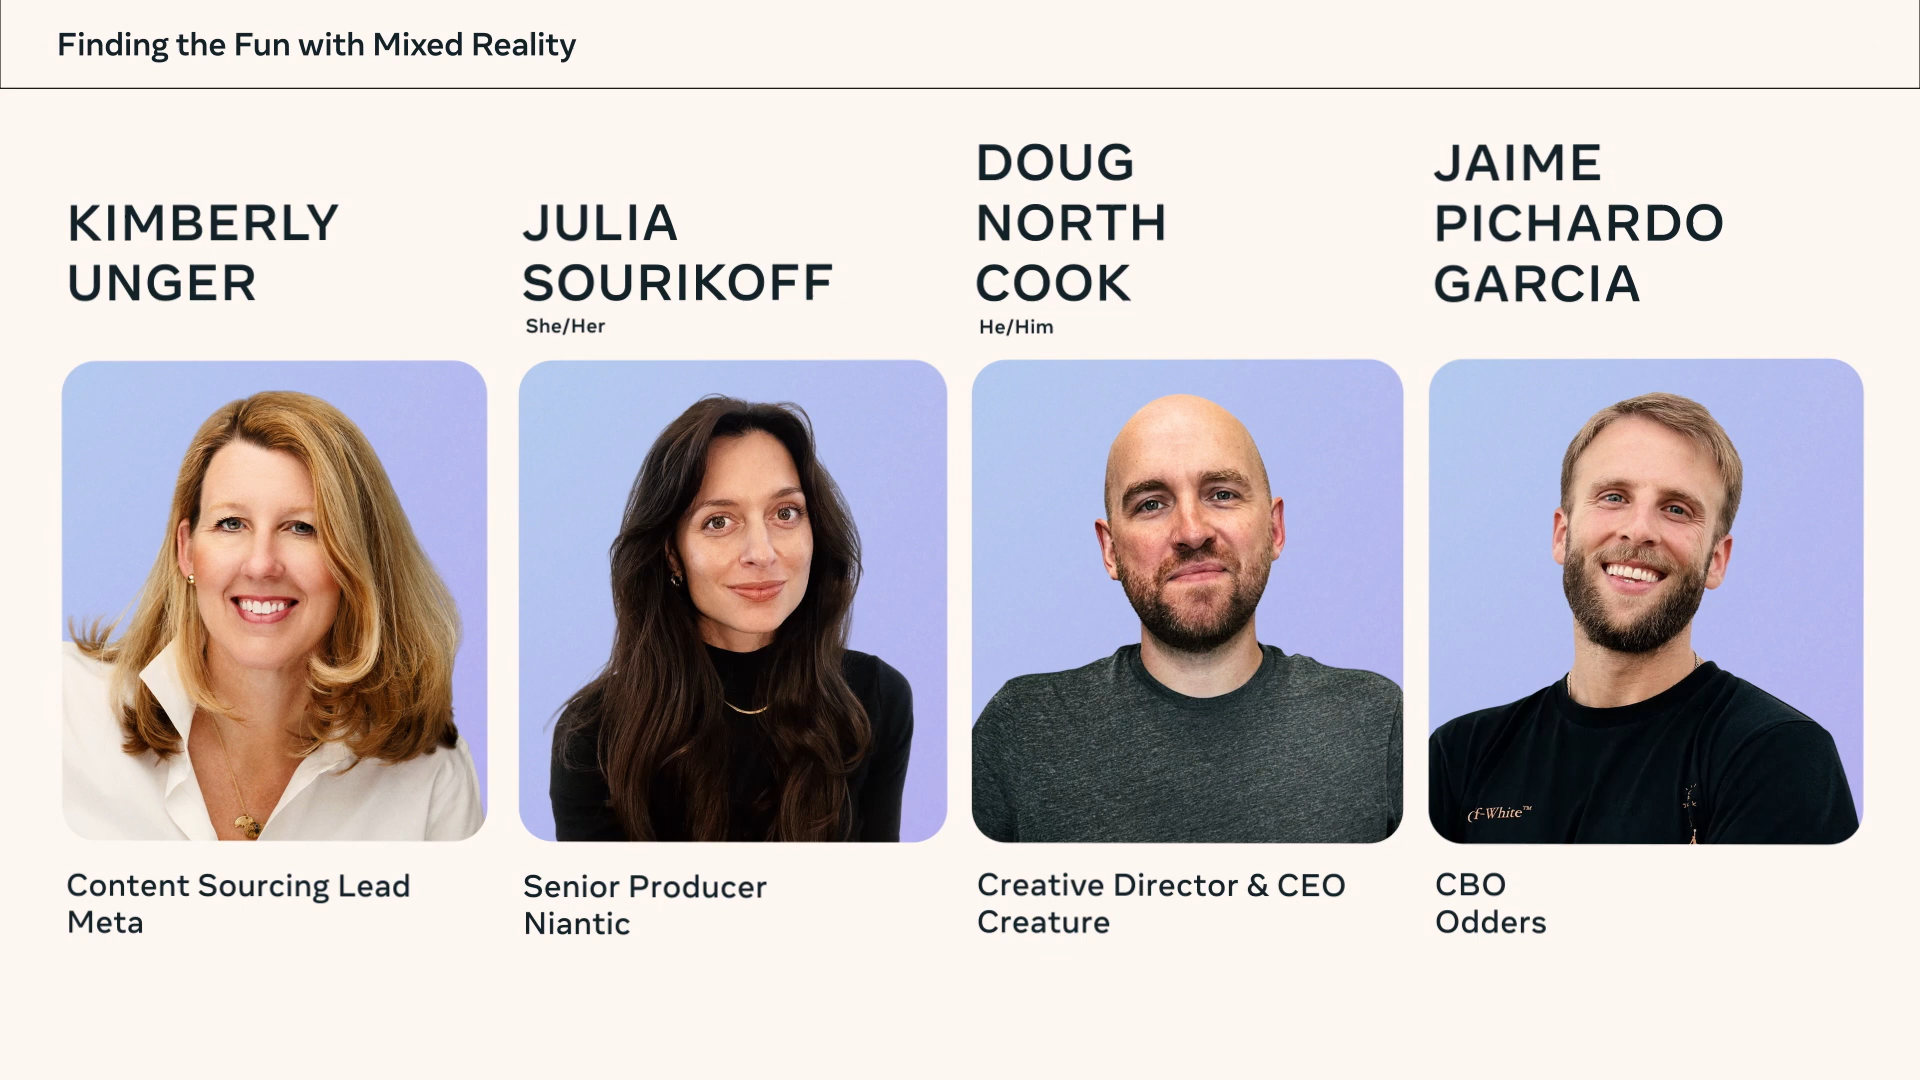 Finding the Fun with Mixed Reality
KIMBERLY
UNGER
Content Sourcing Lead
Meta
JULIA
SOURIKOFF
She/Her
Senior Producer
Niantic
DOUG
NORTH
COOK
He/Him
Creative Director & CEO
Creature
JAIME
PICHARDO
GARCIA
f-White™
CBO
Odders